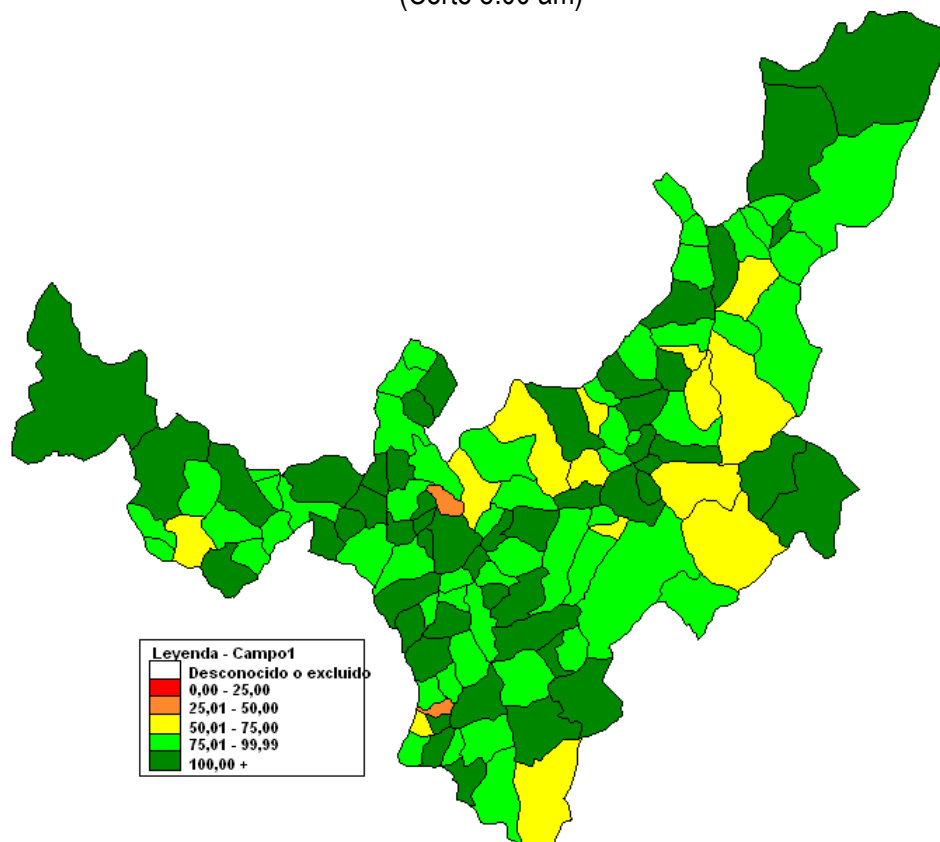 Leyenda - Campo1
Desconocido o excluido
0,00 - 25,00
25,01 - 50,00
50,01 - 75,00
75,01 - 99,99
100,00 +